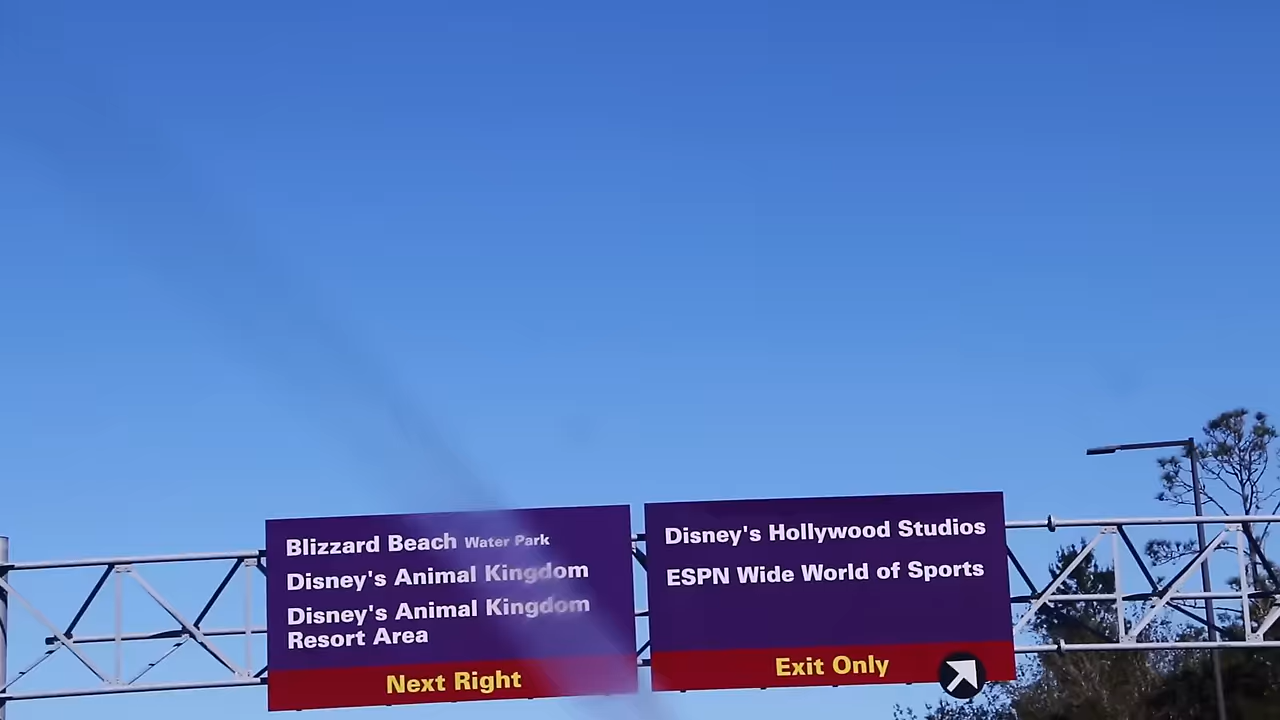 Blizzard Beach Water Park
Disney's Animal Kingdom
Disney's Animal Kingdom
Resort Area
Next Right
Disney's Hollywood Studios
ESPN Wide World of Sports
Exit Only